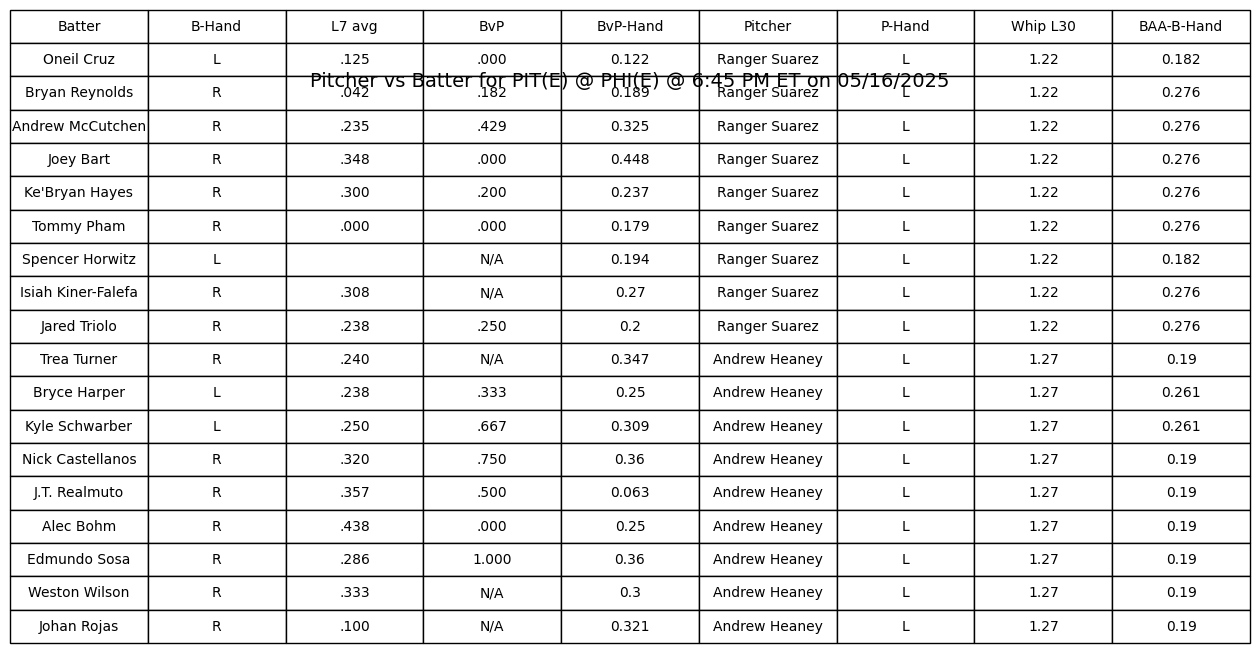 Batter B-Hand L7 avg BvP BvP-Hand Pitcher P-Hand Whip L30 BAA-B-Hand
Oneil Cruz L .125 .000 0.122 Ranger Suarez L 1.22 0.182
Pitcher vs Batter for PIT(E) @ PHI(E) @ 6:45 PM ET on 05/16/2025
Bryan Reynolds R .042 .182 0.189 Ranger Suarez L 1.22 0.276
Andrew McCutchen R .235 .429 0.325 Ranger Suarez L 1.22 0.276
Joey Bart R .348 .000 0.448 Ranger Suarez L 1.22 0.276
Ke'Bryan Hayes R .300 .200 0.237 Ranger Suarez L 1.22 0.276
Tommy Pham R .000 .000 0.179 Ranger Suarez L 1.22 0.276
Spencer Horwitz L N/A 0.194 Ranger Suarez L 1.22 0.182
Isiah Kiner-Falefa R .308 N/A 0.27 Ranger Suarez L 1.22 0.276
Jared Triolo R .238 .250 0.2 Ranger Suarez L 1.22 0.276
Trea Turner R .240 N/A 0.347 Andrew Heaney L 1.27 0.19
Bryce Harper L .238 .333 0.25 Andrew Heaney L 1.27 0.261
Kyle Schwarber L .250 .667 0.309 Andrew Heaney L 1.27 0.261
Nick Castellanos R .320 .750 0.36 Andrew Heaney L 1.27 0.19
J.T. Realmuto R .357 .500 0.063 Andrew Heaney L 1.27 0.19
Alec Bohm R .438 .000 0.25 Andrew Heaney L 1.27 0.19
Edmundo Sosa R .286 1.000 0.36 Andrew Heaney L 1.27 0.19
Weston Wilson R .333 N/A 0.3 Andrew Heaney L 1.27 0.19
Johan Rojas R .100 N/A 0.321 Andrew Heaney L 1.27 0.19